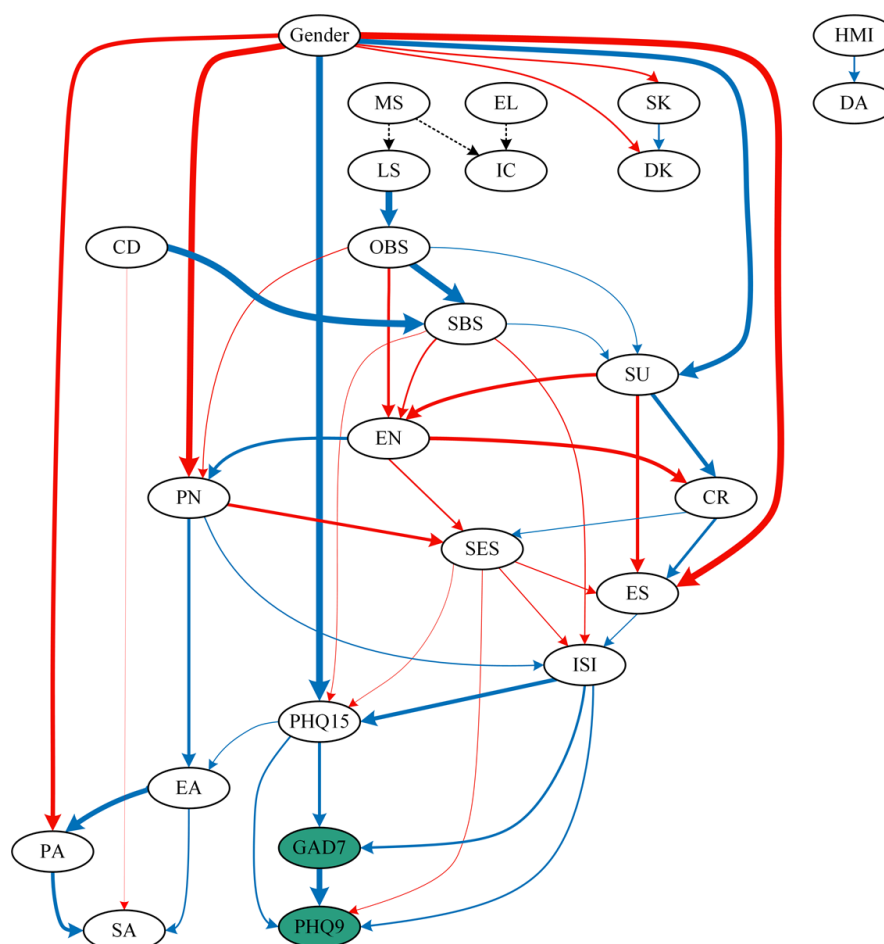 Gender
HMI
MS
EL
SK
DA
LS
IC
DK
CD
OBS
SBS
SU
EN
PN
CR
SES
ES
ISI
PHQ15
EA
GAD7
PA
SA
PHQ9